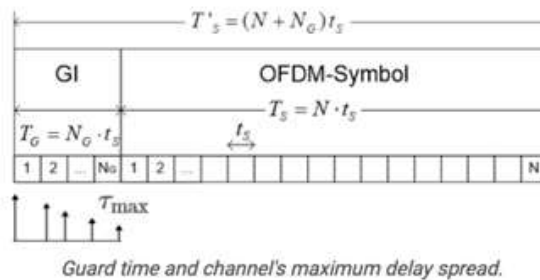 T'_S = (N + N_G) t_S
GI OFDM-Symbol
T_S = N · t_S
T_G = N_G · t_S t_S
1 2 ... N_G 1 2 ... N
τ_max
Guard time and channel's maximum delay spread.